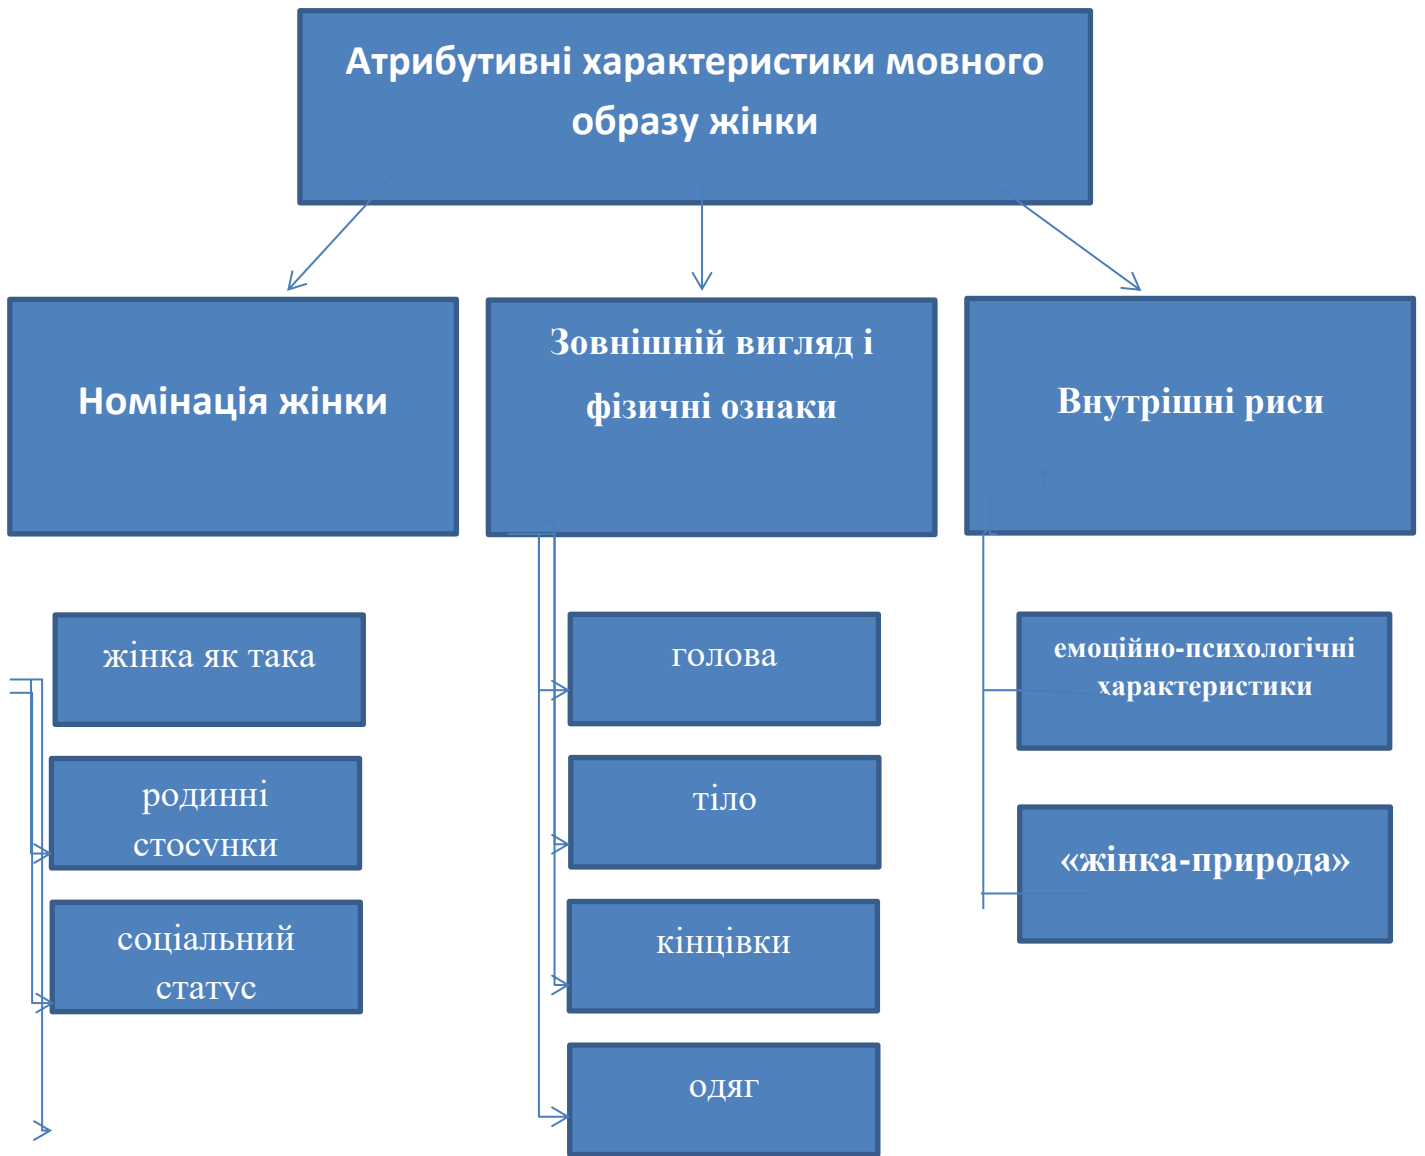 Атрибутивні характеристики мовного
образу жінки
Номінація жінки
Зовнішній вигляд і
фізичні ознаки
Внутрішні риси
жінка як така
родинні
стосунки
соціальний
статус
голова
тіло
кінцівки
одяг
емоційно-психологічні
характеристики
«жінка-природа»